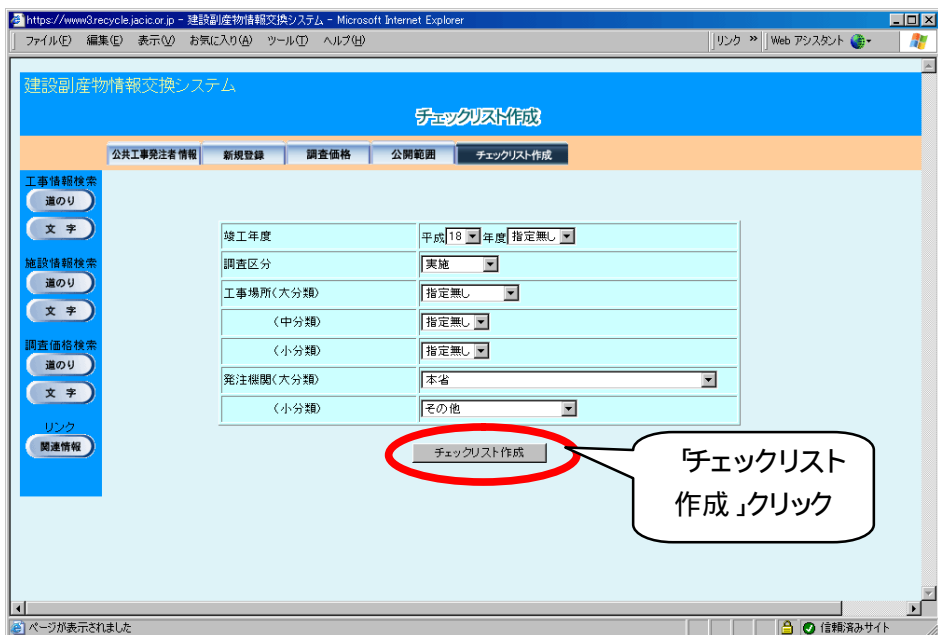 https://www3.recycle.jacic.or.jp - 建設副産物情報交換システム - Microsoft Internet Explorer
ファイル(F) 編集(E) 表示(V) お気に入り(A) ツール(T) ヘルプ(H) リンク » Web アシスタント
建設副産物情報交換システム
チェックリスト作成
公共工事発注者情報 新規登録 調査価格 公開範囲 チェックリスト作成
工事情報検索
道のり
文 字
施設情報検索
道のり
文 字
調査価格検索
道のり
文 字
リンク
関連情報
竣工年度 平成 18 年度 指定無し
調査区分 実施
工事場所(大分類) 指定無し
(中分類) 指定無し
(小分類) 指定無し
発注機関(大分類) 本省
(小分類) その他
チェックリスト作成
「チェックリスト
作成」クリック
ページが表示されました 信頼済みサイト